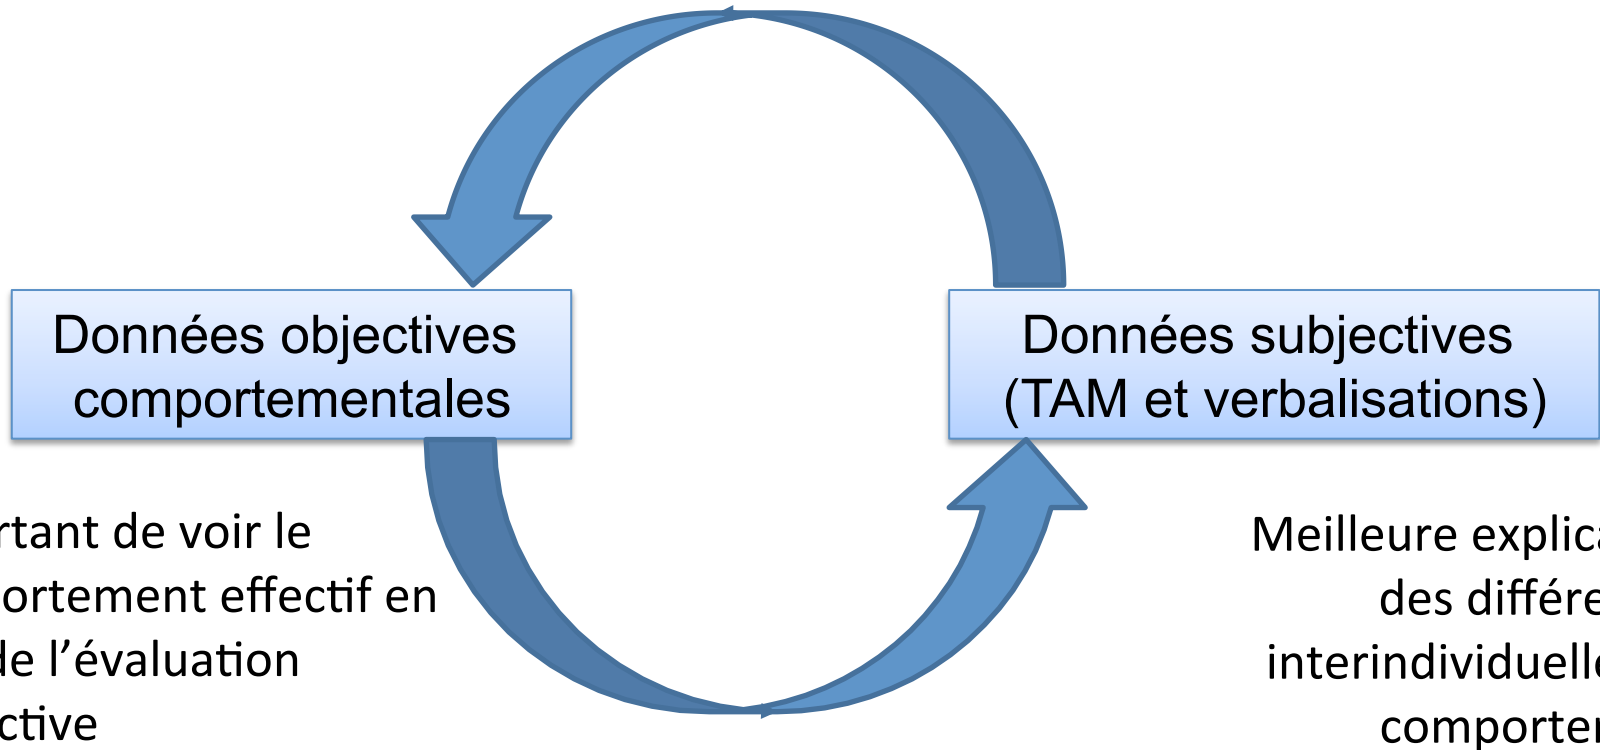 Données objectives
comportementales
Données subjectives
(TAM et verbalisations)
rtant de voir le
ortement effectif en
de l’évaluation
ctive
Meilleure explica
des différe
interindividuelle
comporte